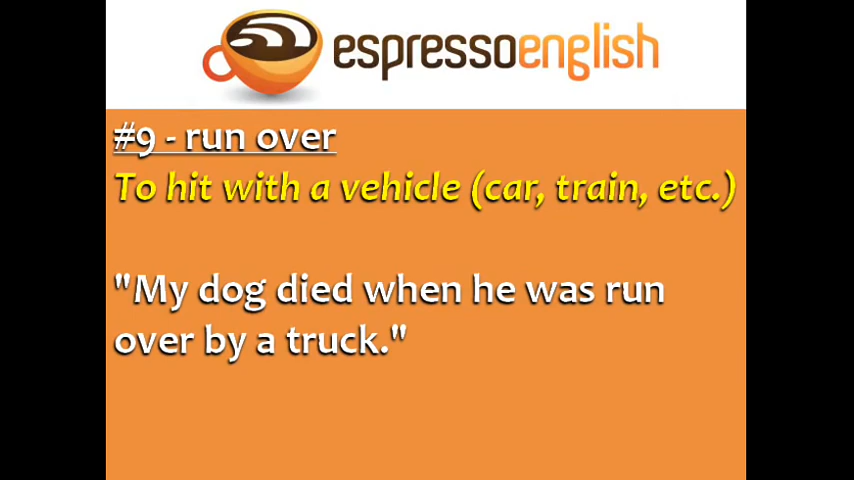 espressoenglish
#9 - run over
To hit with a vehicle (car, train, etc.)
"My dog died when he was run
over by a truck."